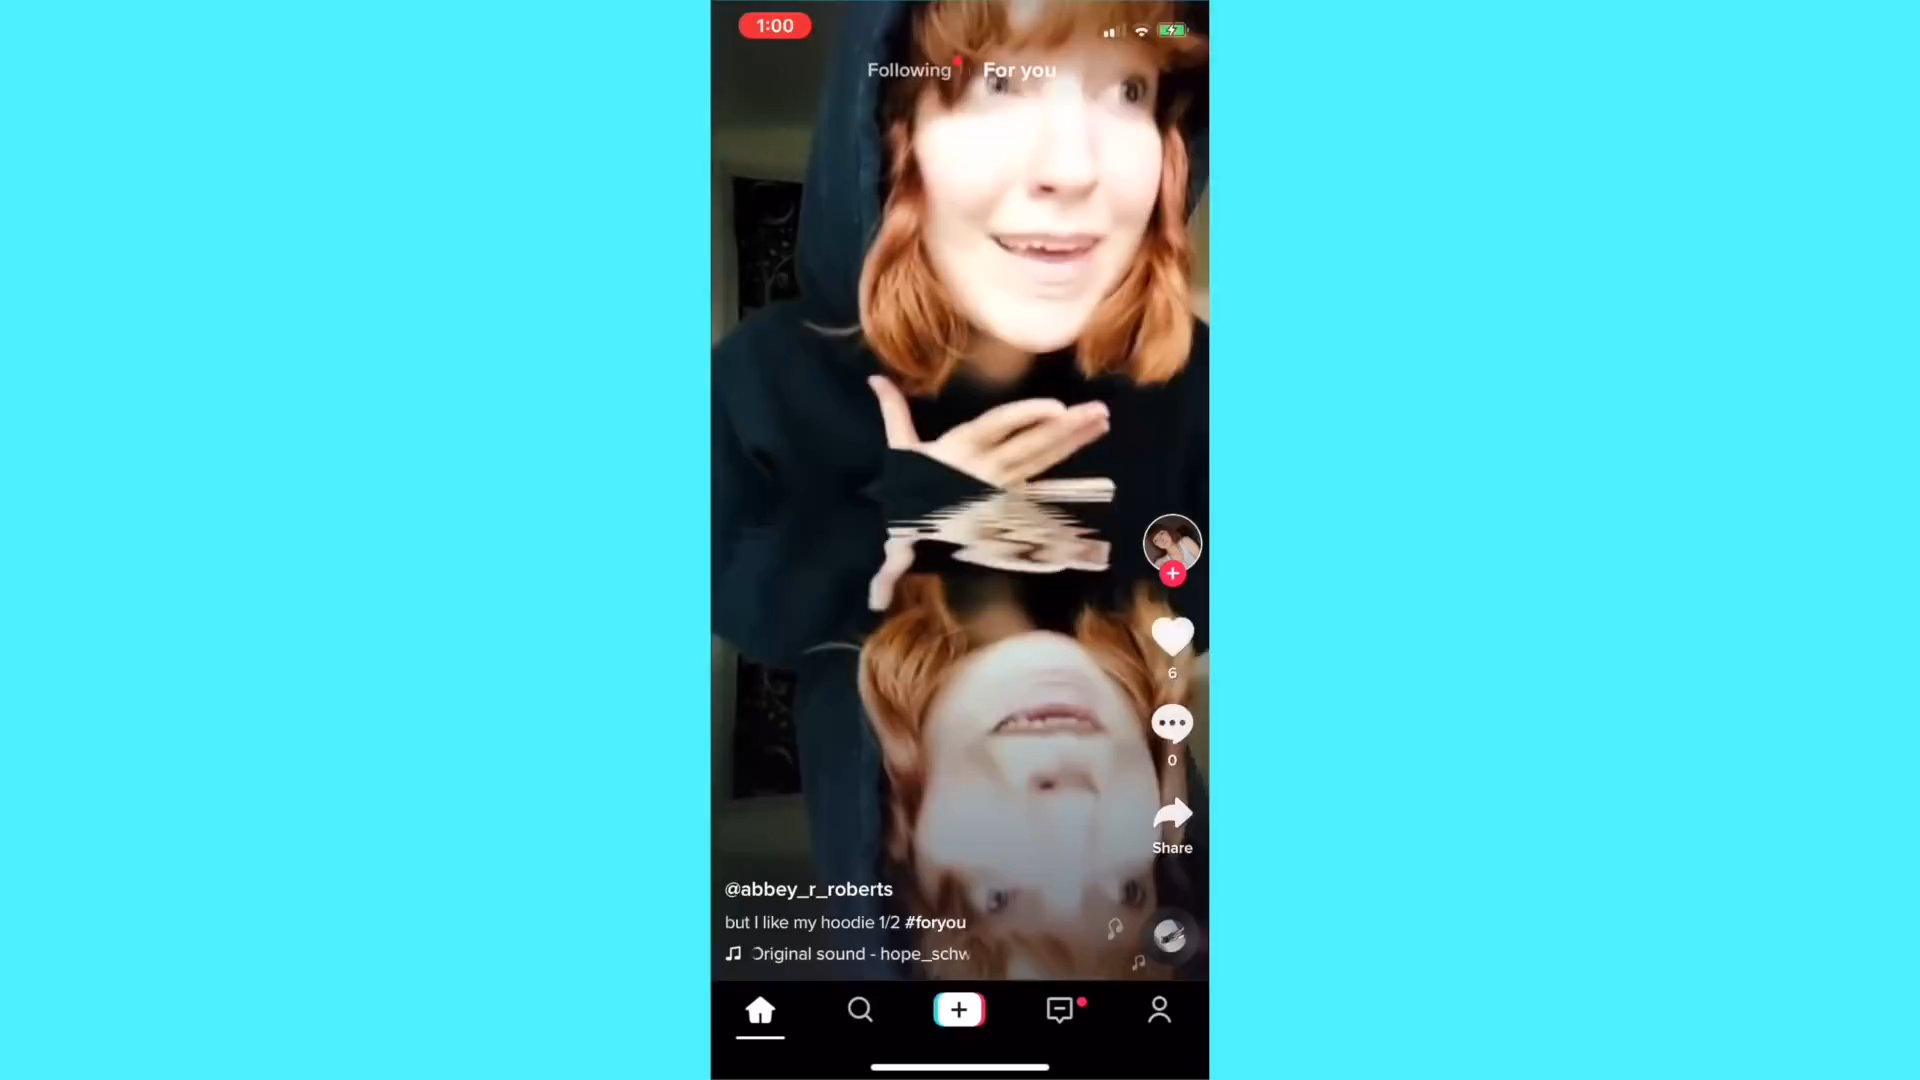 1:00
Following For you
6
0
Share
@abbey_r_roberts
but I like my hoodie 1/2 #foryou
Original sound - hope_schw